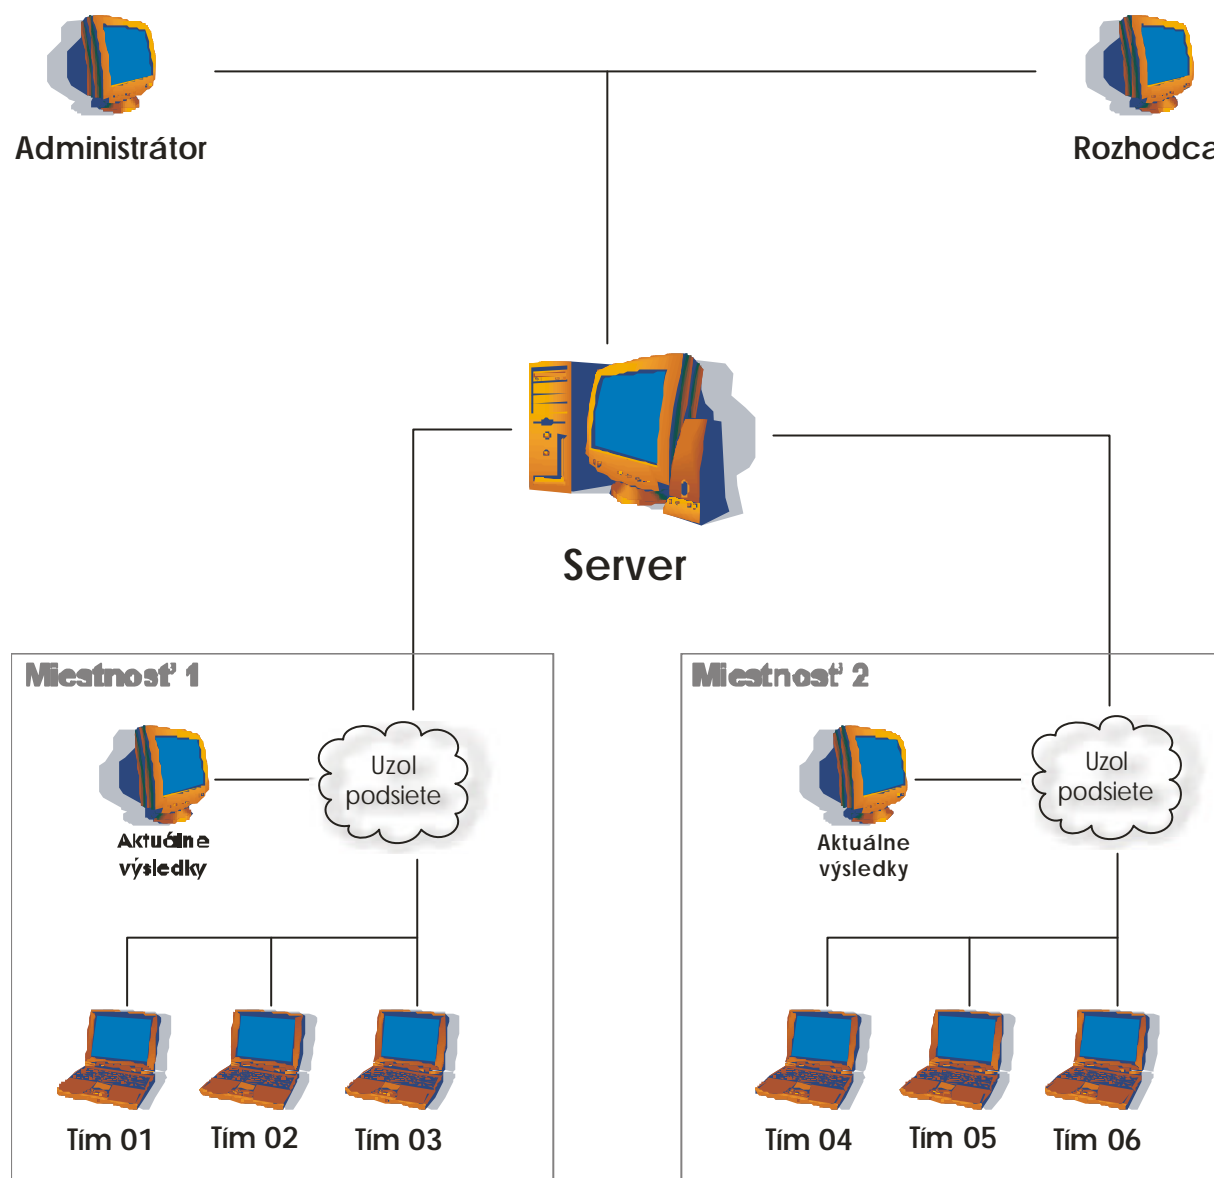 Administrátor
Rozhodca
Server
Miestnosť 1
Miestnosť 2
Uzol
podsiete
Aktuálne
výsledky
Uzol
podsiete
Aktuálne
výsledky
Tím 01
Tím 02
Tím 03
Tím 04
Tím 05
Tím 06